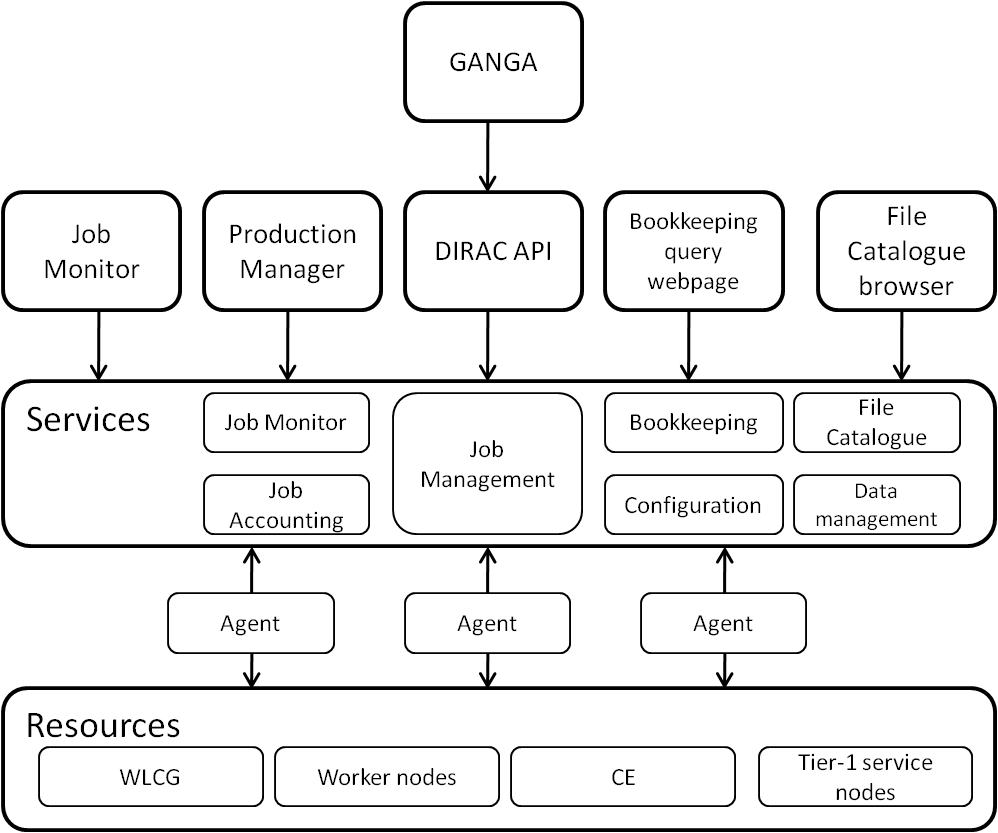 GANGA
Job
Monitor
Production
Manager
DIRAC API
Bookkeeping
query
webpage
File
Catalogue
browser
Services
Job Monitor
Job
Management
Bookkeeping
File
Catalogue
Job
Accounting
Configuration
Data
management
Agent
Agent
Agent
Resources
WLCG
Worker nodes
CE
Tier-1 service
nodes